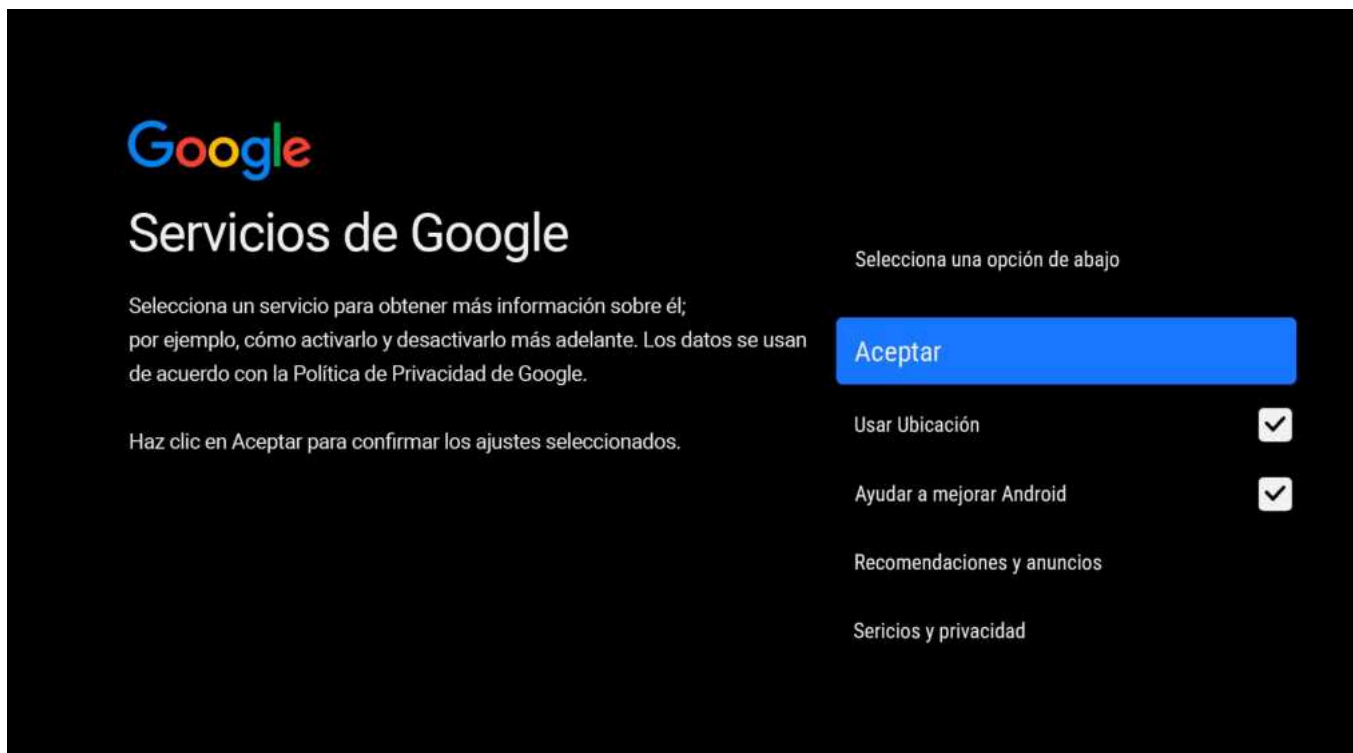 Google
Servicios de Google
Selecciona un servicio para obtener más información sobre él;
por ejemplo, cómo activarlo y desactivarlo más adelante. Los datos se usan
de acuerdo con la Política de Privacidad de Google.
Haz clic en Aceptar para confirmar los ajustes seleccionados.
Selecciona una opción de abajo
Aceptar
Usar Ubicación
Ayudar a mejorar Android
Recomendaciones y anuncios
Sericios y privacidad